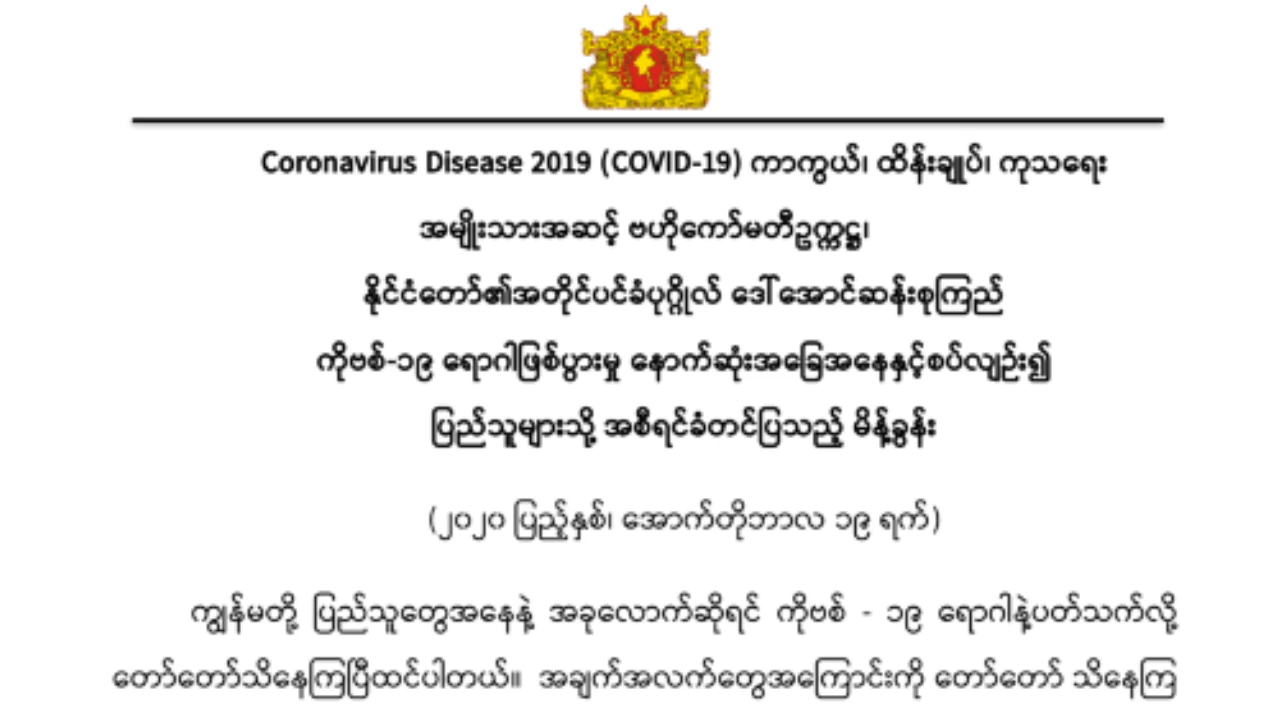 Coronavirus Disease 2019 (COVID-19) ကာကွယ်၊ ထိန်းချုပ်၊ ကုသရေး
အမျိုးသားအဆင့် ဗဟိုကော်မတီဥက္ကဋ္ဌ၊
နိုင်ငံတော်၏အတိုင်ပင်ခံပုဂ္ဂိုလ် ဒေါ်အောင်ဆန်းစုကြည်
ကိုဗစ်-၁၉ ရောဂါဖြစ်ပွားမှု နောက်ဆုံးအခြေအနေနှင့်စပ်လျဉ်း၍
ပြည်သူများသို့ အစီရင်ခံတင်ပြသည့် မိန့်ခွန်း
(၂၀၂၀ ပြည့်နှစ်၊ အောက်တိုဘာလ ၁၉ ရက်)
ကျွန်မတို့ ပြည်သူတွေအနေနဲ့ အခုလောက်ဆိုရင် ကိုဗစ် - ၁၉ ရောဂါနဲ့ပတ်သက်လို့
တော်တော်သိနေကြပြီထင်ပါတယ်။ အချက်အလက်တွေအကြောင်းကို တော်တော် သိနေကြ